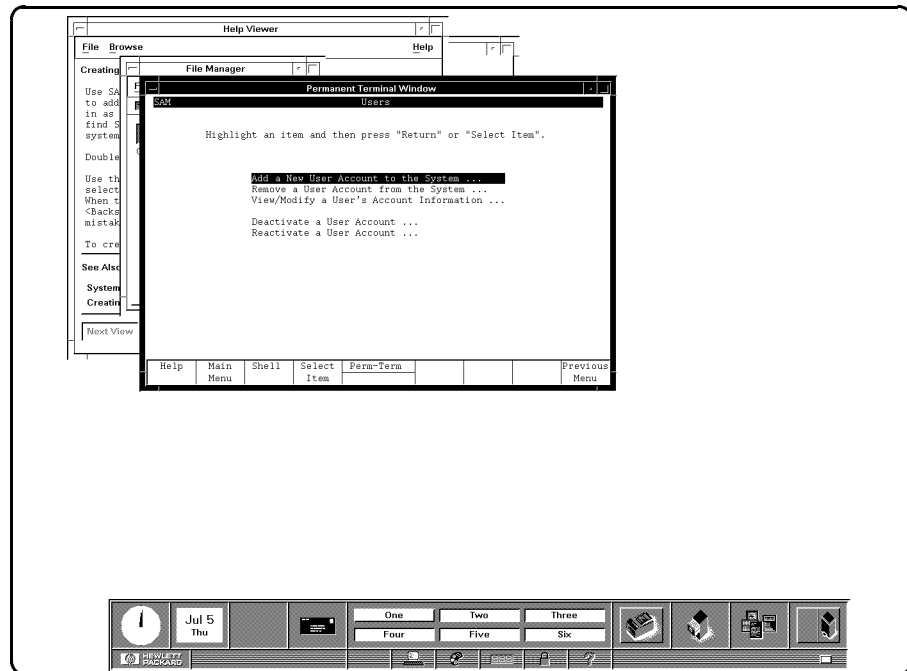 Help Viewer
File Browse Help
Creating
Use SA
to add
in as
find S
system
Double
Use th
select
When t
<Backs
mistak
To cre
See Also
System
Creatin
Next View
File Manager
F
Permanent Terminal Window
SAM Users
Highlight an item and then press "Return" or "Select Item".
Add a New User Account to the System ...
Remove a User Account from the System ...
View/Modify a User's Account Information ...
Deactivate a User Account ...
Reactivate a User Account ...
Help Main Menu Shell Select Item Perm-Term Previous Menu
Jul 5
Thu
One Two Three
Four Five Six
HEWLETT
PACKARD